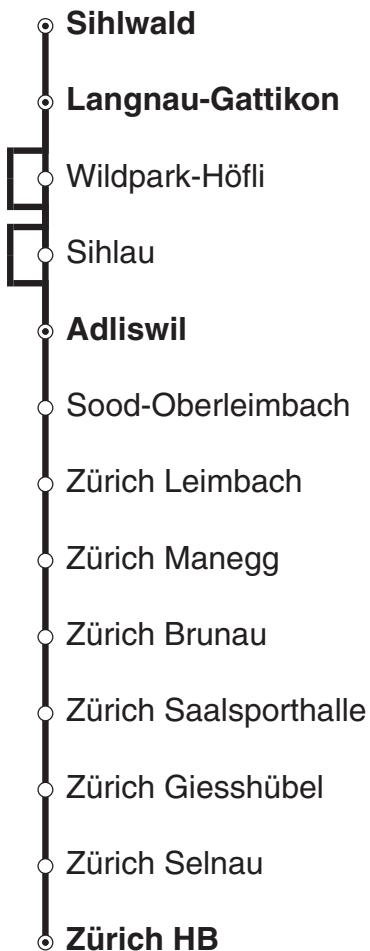 Sihlwald
Langnau-Gattikon
Wildpark-Höfli
Sihlau
Adliswil
Sood-Oberleimbach
Zürich Leimbach
Zürich Manegg
Zürich Brunau
Zürich Saalsporthalle
Zürich Giesshübel
Zürich Selnau
Zürich HB